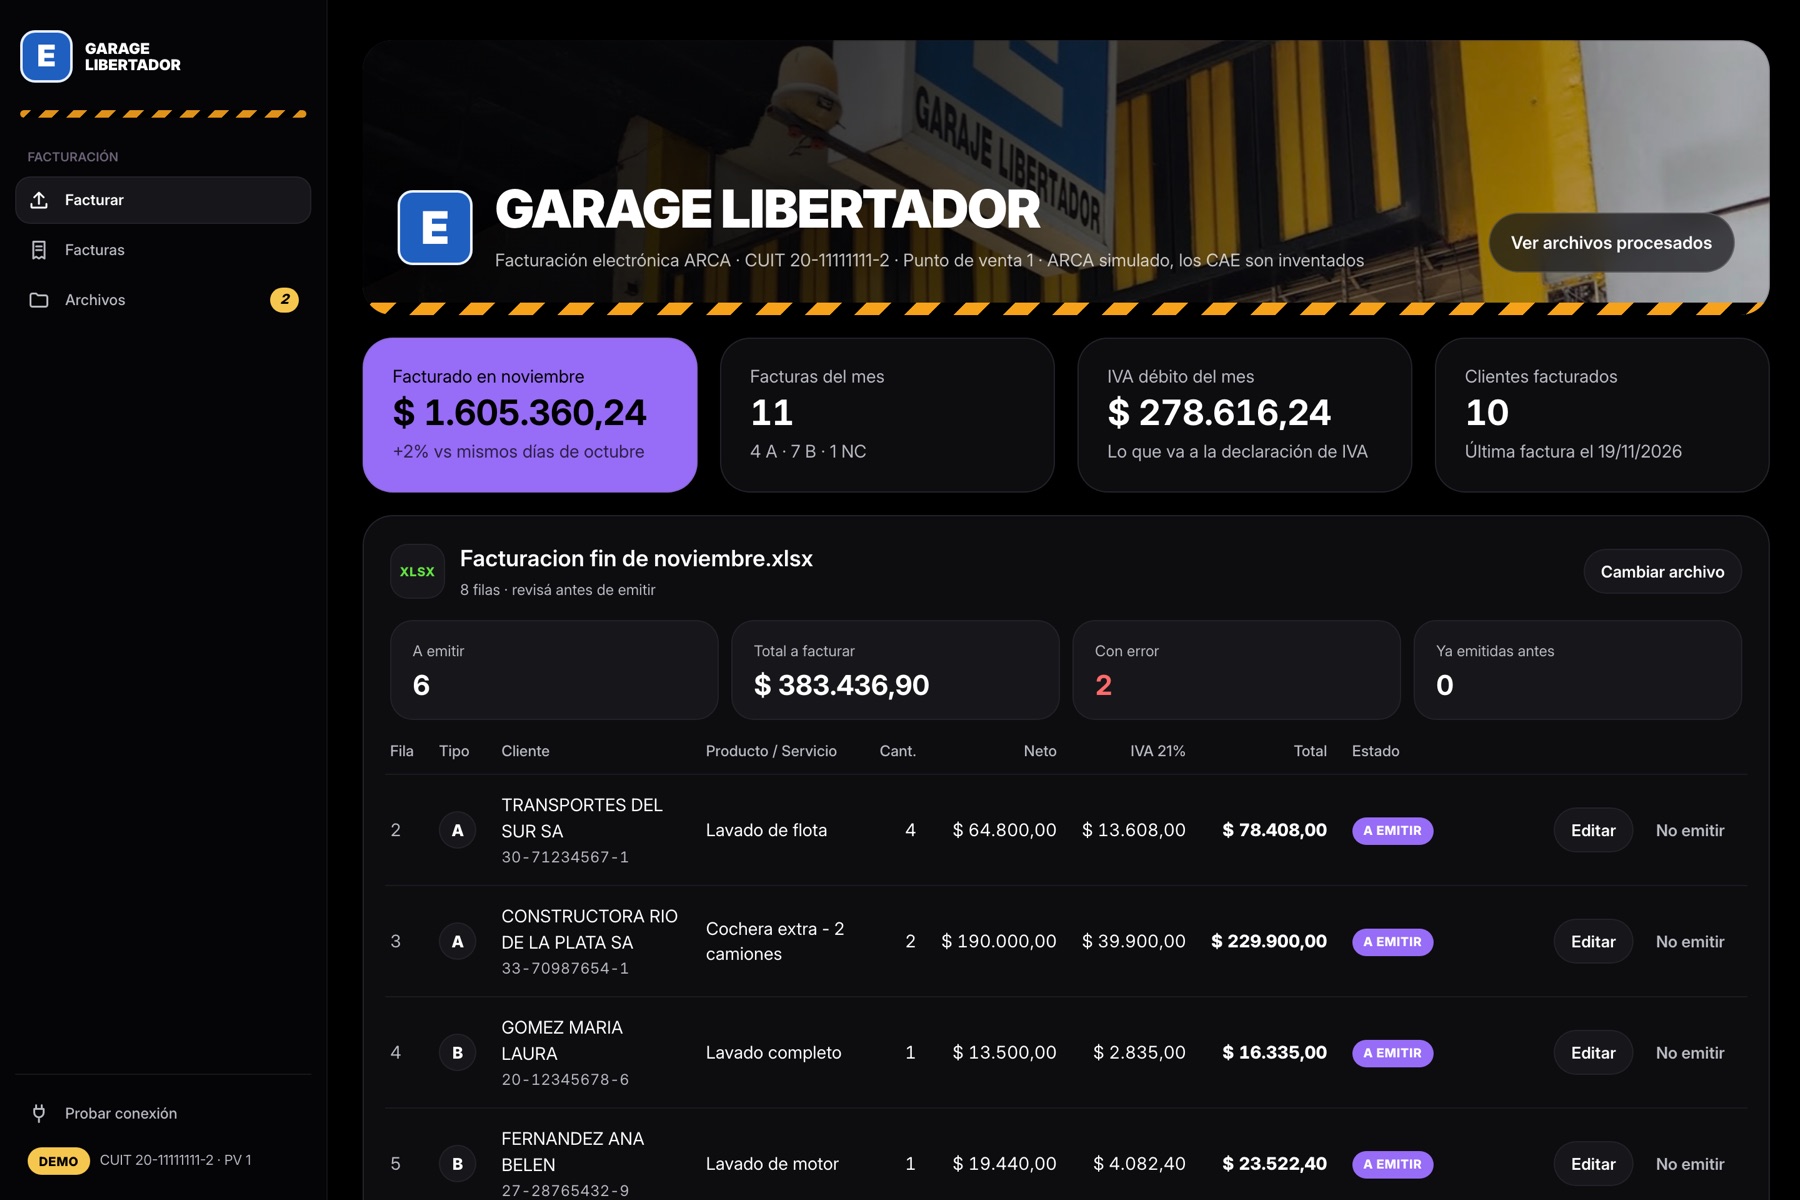 E
GARAGE
LIBERTADOR
FACTURACIÓN
Facturar
Facturas
Archivos
2
Probar conexión
DEMO
CUIT 20-11111111-2 · PV 1
GARAJE LIBERTADOR
E
GARAGE LIBERTADOR
Facturación electrónica ARCA · CUIT 20-11111111-2 · Punto de venta 1 · ARCA simulado, los CAE son inventados
Ver archivos procesados
Facturado en noviembre
$ 1.605.360,24
+2% vs mismos días de octubre
Facturas del mes
11
4 A · 7 B · 1 NC
IVA débito del mes
$ 278.616,24
Lo que va a la declaración de IVA
Clientes facturados
10
Última factura el 19/11/2026
XLSX
Facturacion fin de noviembre.xlsx
8 filas · revisá antes de emitir
Cambiar archivo
A emitir
6
Total a facturar
$ 383.436,90
Con error
2
Ya emitidas antes
0
Fila Tipo Cliente Producto / Servicio Cant. Neto IVA 21% Total Estado
2 A TRANSPORTES DEL SUR SA 30-71234567-1 Lavado de flota 4 $ 64.800,00 $ 13.608,00 $ 78.408,00 A EMITIR Editar No emitir
3 A CONSTRUCTORA RIO DE LA PLATA SA 33-70987654-1 Cochera extra - 2 camiones 2 $ 190.000,00 $ 39.900,00 $ 229.900,00 A EMITIR Editar No emitir
4 B GOMEZ MARIA LAURA 20-12345678-6 Lavado completo 1 $ 13.500,00 $ 2.835,00 $ 16.335,00 A EMITIR Editar No emitir
5 B FERNANDEZ ANA BELEN 27-28765432-9 Lavado de motor 1 $ 19.440,00 $ 4.082,40 $ 23.522,40 A EMITIR Editar No emitir